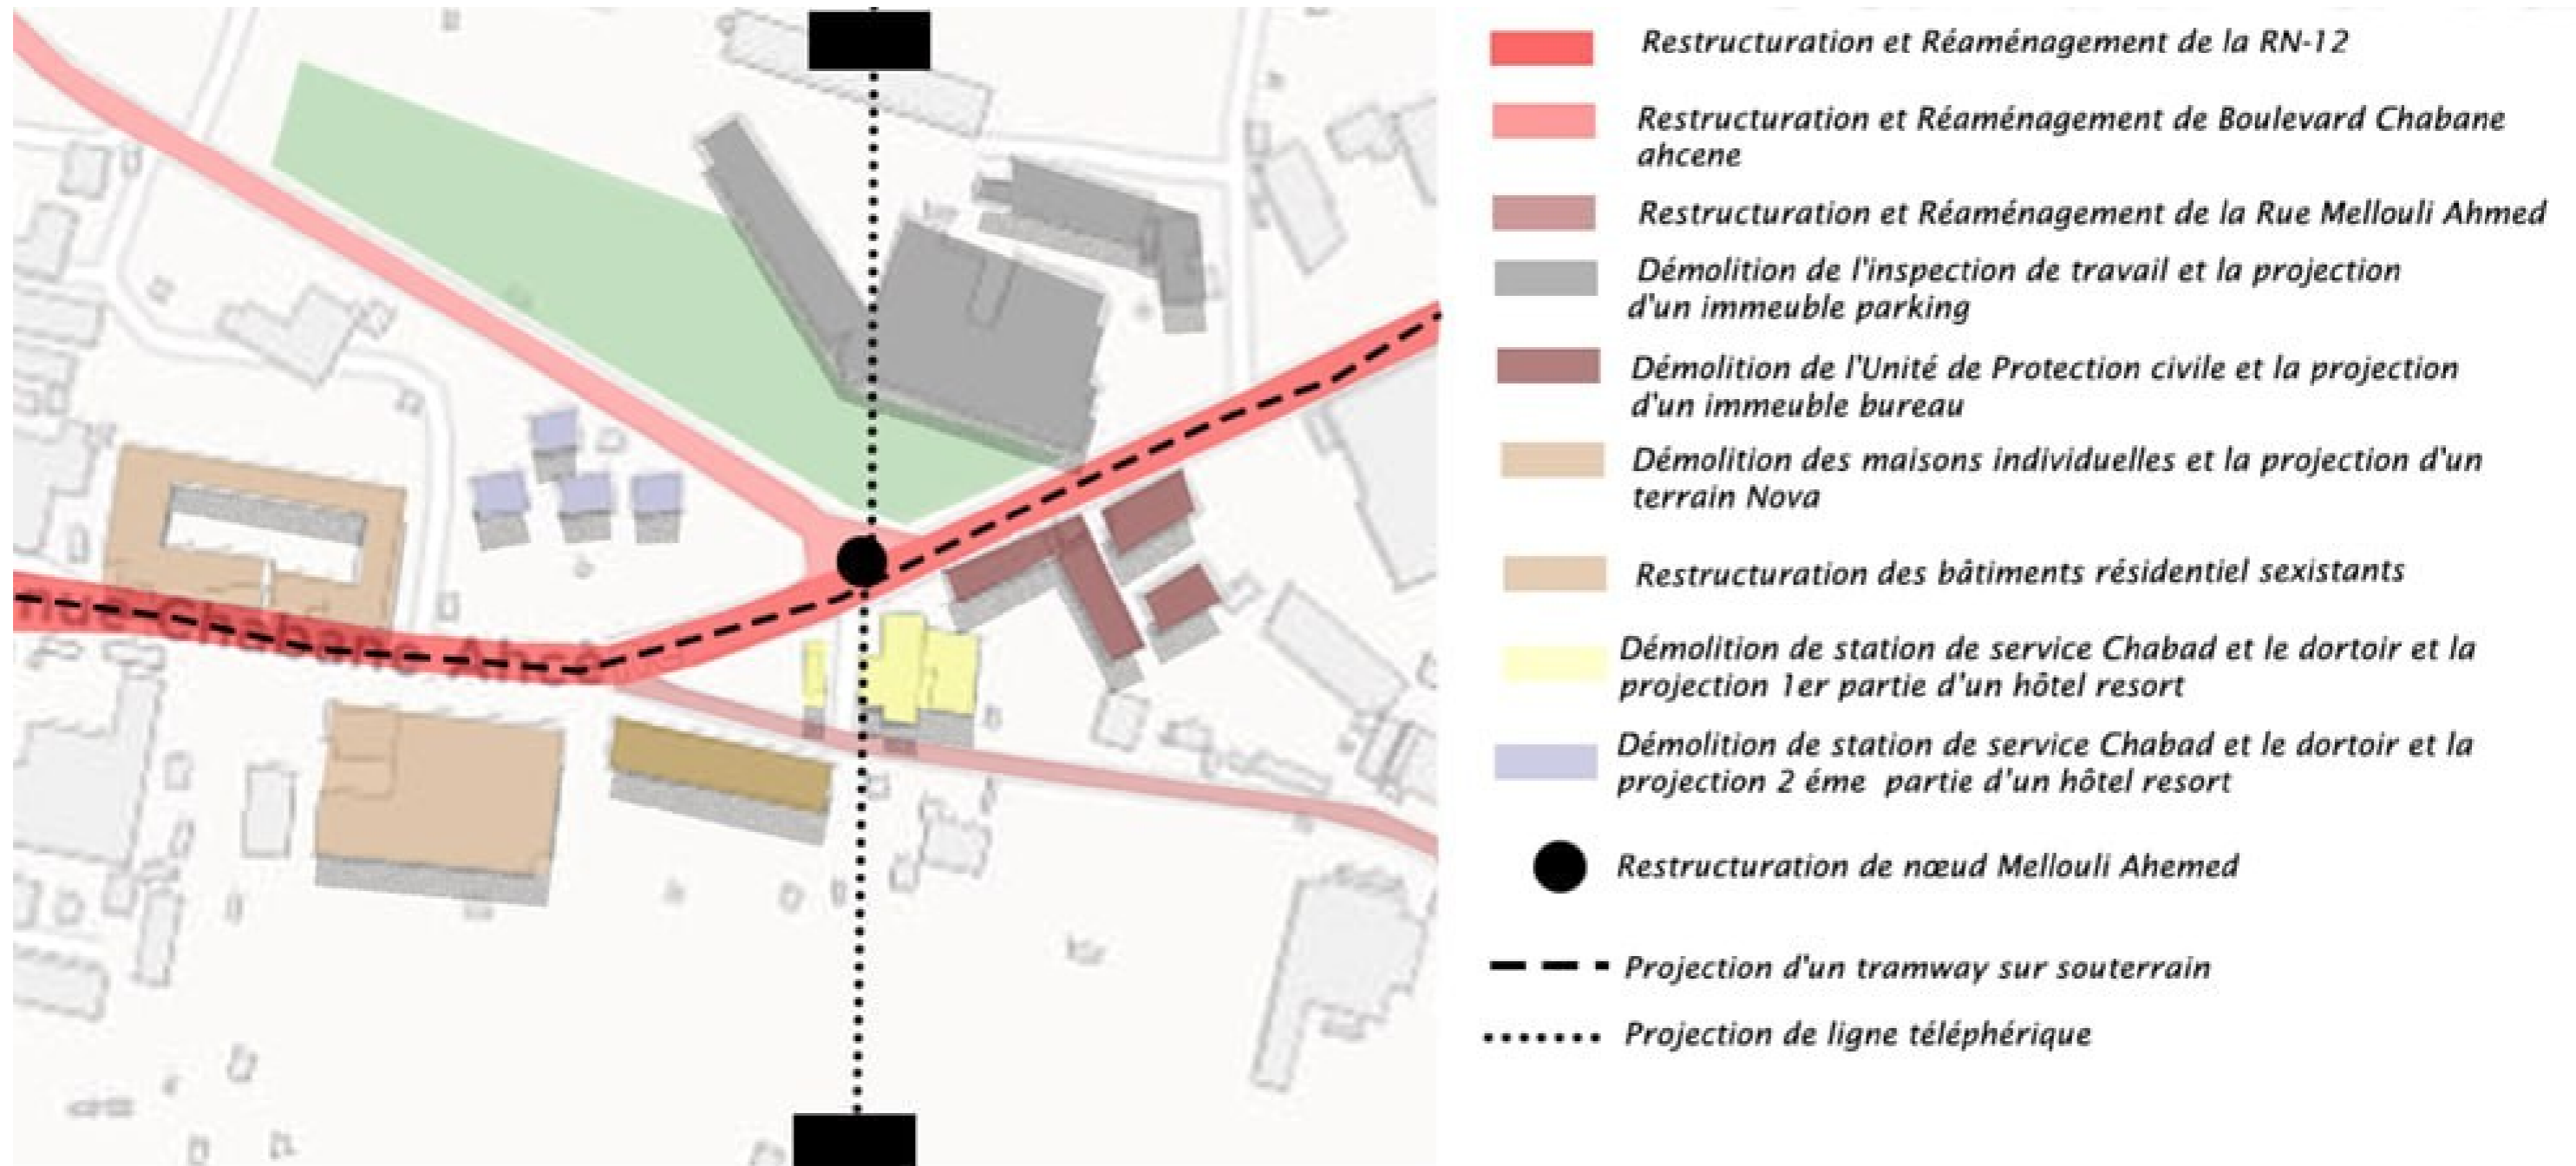 nue Chabane Ahcè
Restructuration et Réaménagement de la RN-12
Restructuration et Réaménagement de Boulevard Chabane
ahcene
Restructuration et Réaménagement de la Rue Mellouli Ahmed
Démolition de l'inspection de travail et la projection
d'un immeuble parking
Démolition de l'Unité de Protection civile et la projection
d'un immeuble bureau
Démolition des maisons individuelles et la projection d'un
terrain Nova
Restructuration des bâtiments résidentiel sexistants
Démolition de station de service Chabad et le dortoir et la
projection 1er partie d'un hôtel resort
Démolition de station de service Chabad et le dortoir et la
projection 2 éme partie d'un hôtel resort
Restructuration de nœud Mellouli Ahemed
Projection d'un tramway sur souterrain
Projection de ligne téléphérique